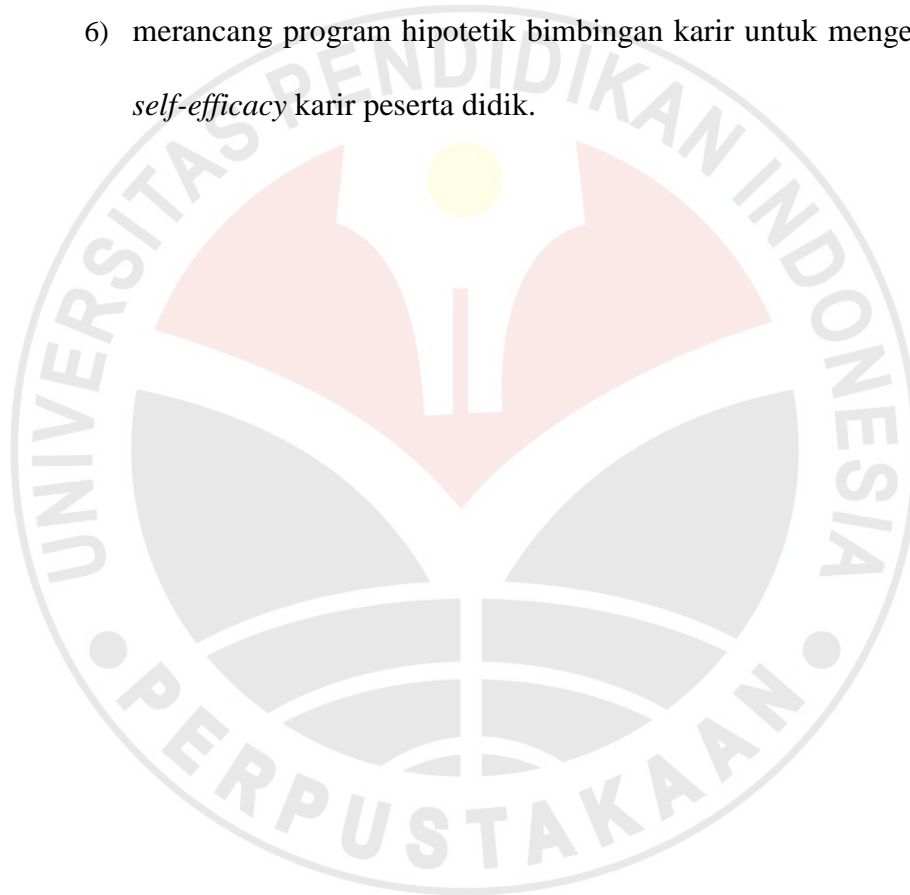 6) merancang program hipotetik bimbingan karir untuk menge
self-efficacy karir peserta didik.
UNIVERSITAS PENDIDIKAN INDONESIA
PERPUSTAKAAN